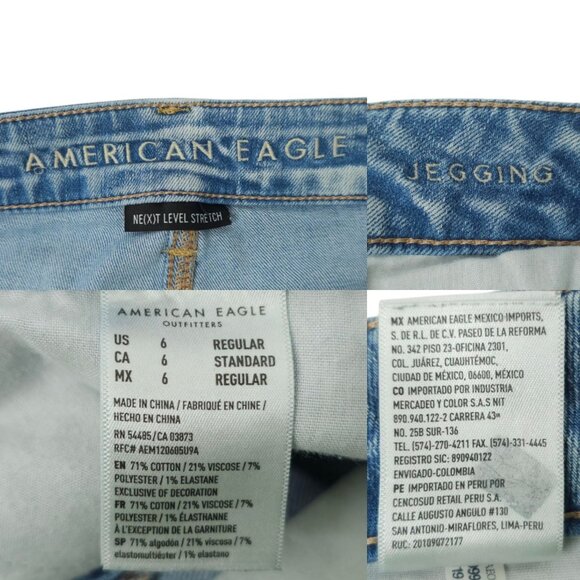 AMERICAN EAGLE
NE(X)T LEVEL STRETCH
JEGGING
AMERICAN EAGLE
OUTFITTERS
US 6 REGULAR
CA 6 STANDARD
MX 6 REGULAR
MADE IN CHINA / FABRIQUÉ EN CHINE /
HECHO EN CHINA
RN 54485 / CA 03873
RFC# AEM120605U9A
EN 71% COTTON / 21% VISCOSE / 7%
POLYESTER / 1% ELASTANE
EXCLUSIVE OF DECORATION
FR 71% COTON / 21% VISCOSE / 7%
POLYESTER / 1% ÉLASTHANNE
À L'EXCEPTION DE LA GARNITURE
SP 71% algodón / 21% viscosa / 7%
elastomultiéster / 1% elastano
MX AMERICAN EAGLE MEXICO IMPORTS,
S. DE R.L. DE C.V. PASEO DE LA REFORMA
NO. 342 PISO 23-OFICINA 2301,
COL. JUÁREZ, CUAUHTÉMOC,
CIUDAD DE MÉXICO, 06600, MÉXICO
CO IMPORTADO POR INDUSTRIA
MERCADEO Y COLOR S.A.S NIT
890.940.122-2 CARRERA 43ª
NO. 25B SUR-136
TEL. (574)-270-4211 FAX. (574)-331-4445
REGISTRO SIC: 890940122
ENVIGADO-COLOMBIA
PE IMPORTADO EN PERU POR
CENCOSUD RETAIL PERU S.A.
CALLE AUGUSTO ANGULO #130
SAN ANTONIO-MIRAFLORES, LIMA-PERU
RUC: 20109072177